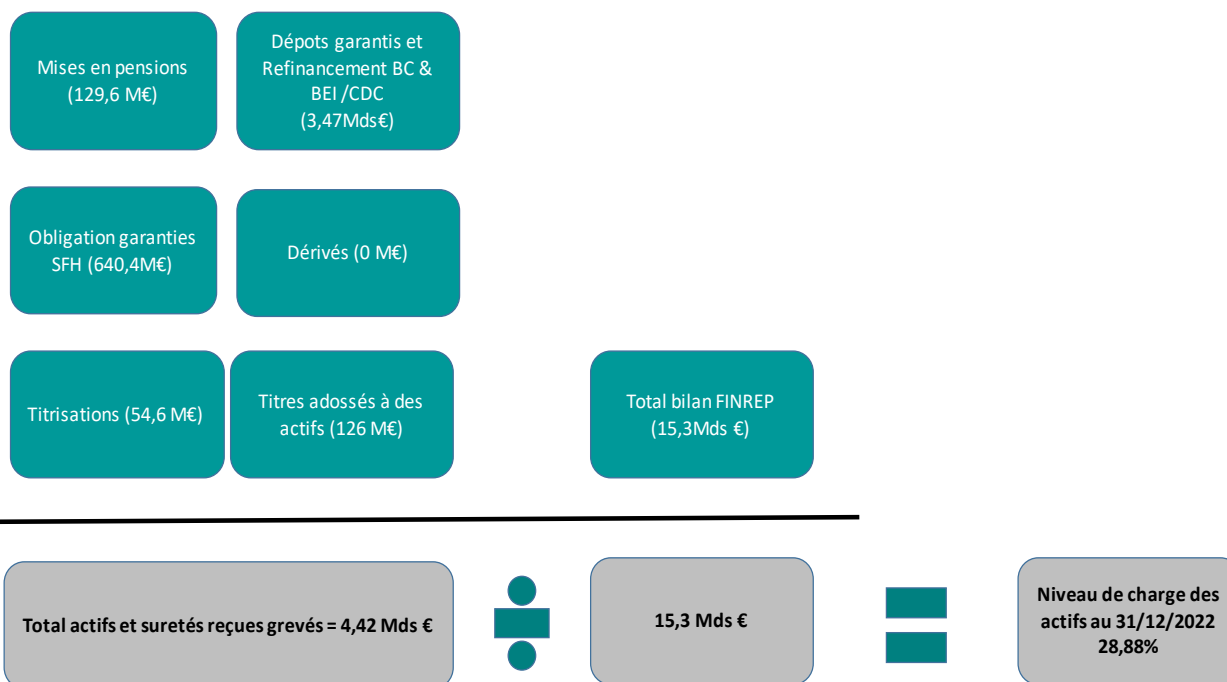 Mises en pensions
(129,6 M€)
Dépots garantis et
Refinancement BC &
BEI /CDC
(3,47Mds€)
Obligation garanties
SFH (640,4M€)
Dérivés (0 M€)
Titrisations (54,6 M€)
Titres adossés à des
actifs (126 M€)
Total bilan FINREP
(15,3Mds €)
Total actifs et suretés reçues grevés = 4,42 Mds €
15,3 Mds €
Niveau de charge des
actifs au 31/12/2022
28,88%